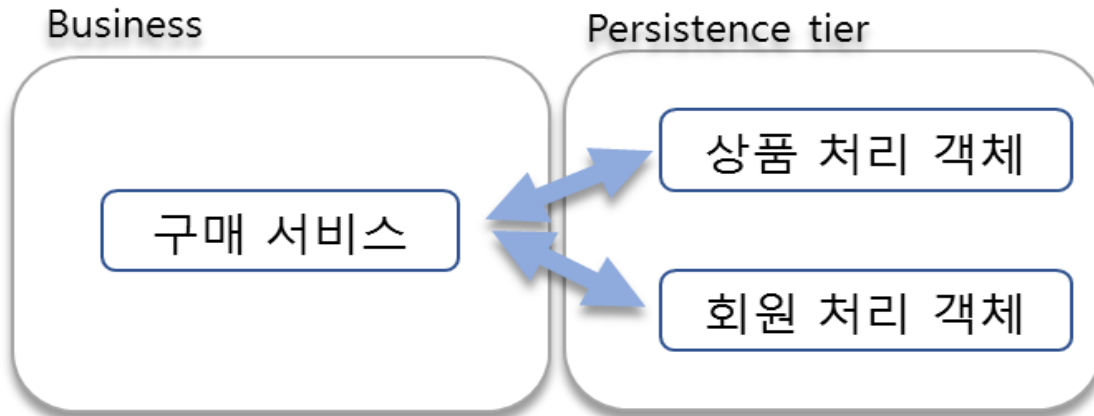 Business
Persistence tier
상품 처리 객체
구매 서비스
회원 처리 객체